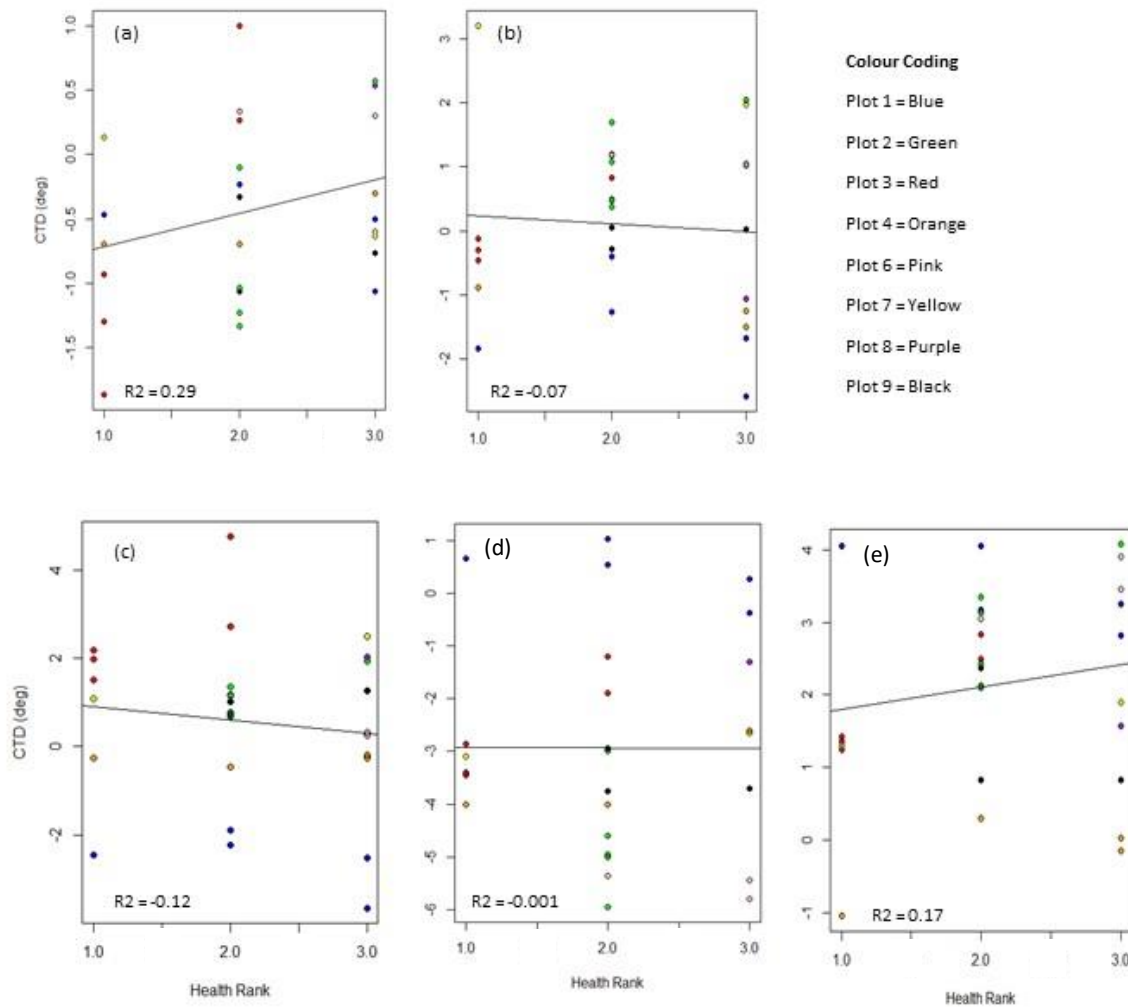 (a)
1.0
0.5
0.0
-0.5
-1.0
-1.5
CTD (deg)
R2 = 0.29
1.0 2.0 3.0
(b)
3
2
1
0
-1
-2
R2 = -0.07
1.0 2.0 3.0
Colour Coding
Plot 1 = Blue
Plot 2 = Green
Plot 3 = Red
Plot 4 = Orange
Plot 6 = Pink
Plot 7 = Yellow
Plot 8 = Purple
Plot 9 = Black
(c)
4
2
0
-2
CTD (deg)
R2 = -0.12
1.0 2.0 3.0
Health Rank
(d)
1
0
-1
-2
-3
-4
-5
-6
R2 = -0.001
1.0 2.0 3.0
Health Rank
(e)
4
3
2
1
0
-1
R2 = 0.17
1.0 2.0 3.0
Health Rank